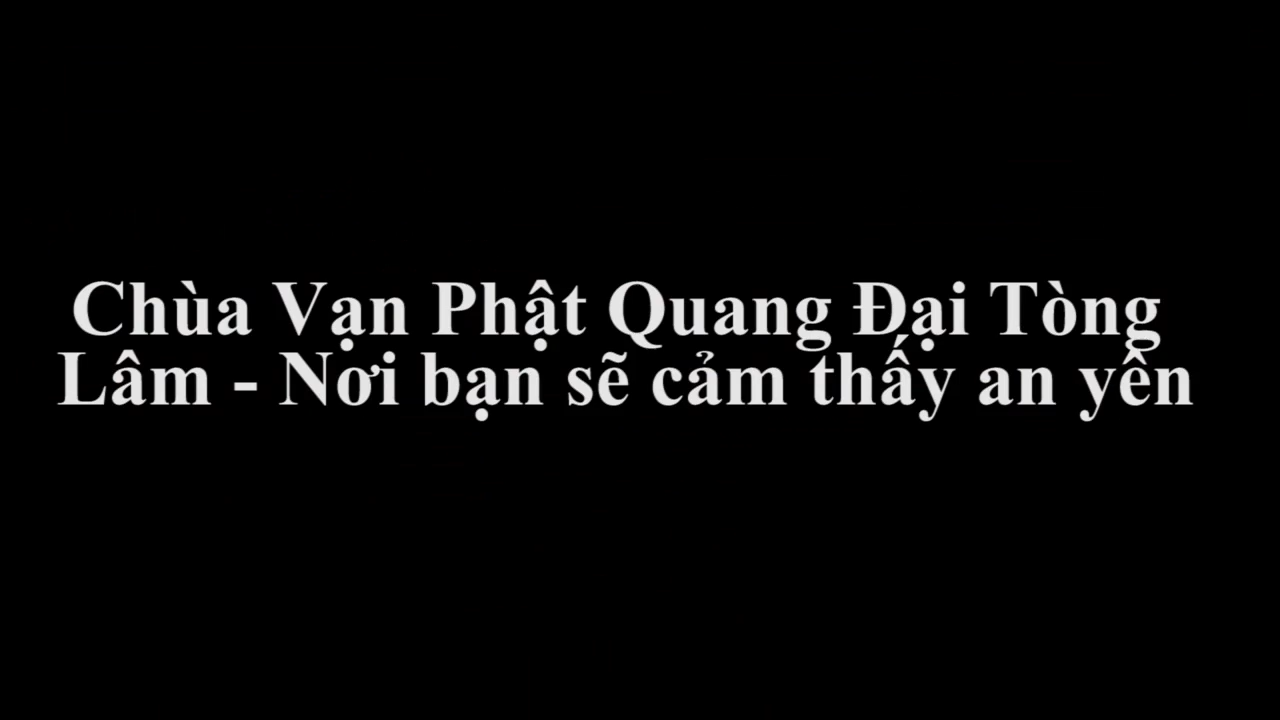 Chùa Vạn Phật Quang Đại Tòng
Lâm - Nơi bạn sẽ cảm thấy an yên